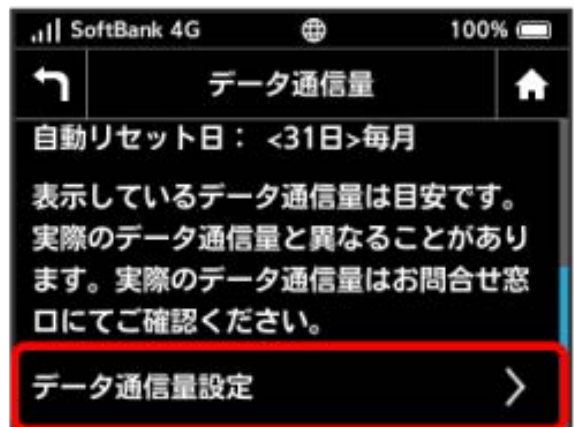 SoftBank 4G 100%
データ通信量
自動リセット日： <31日>毎月
表示しているデータ通信量は目安です。
実際のデータ通信量と異なることがあり
ます。実際のデータ通信量はお問合せ窓
口にてご確認ください。
データ通信量設定